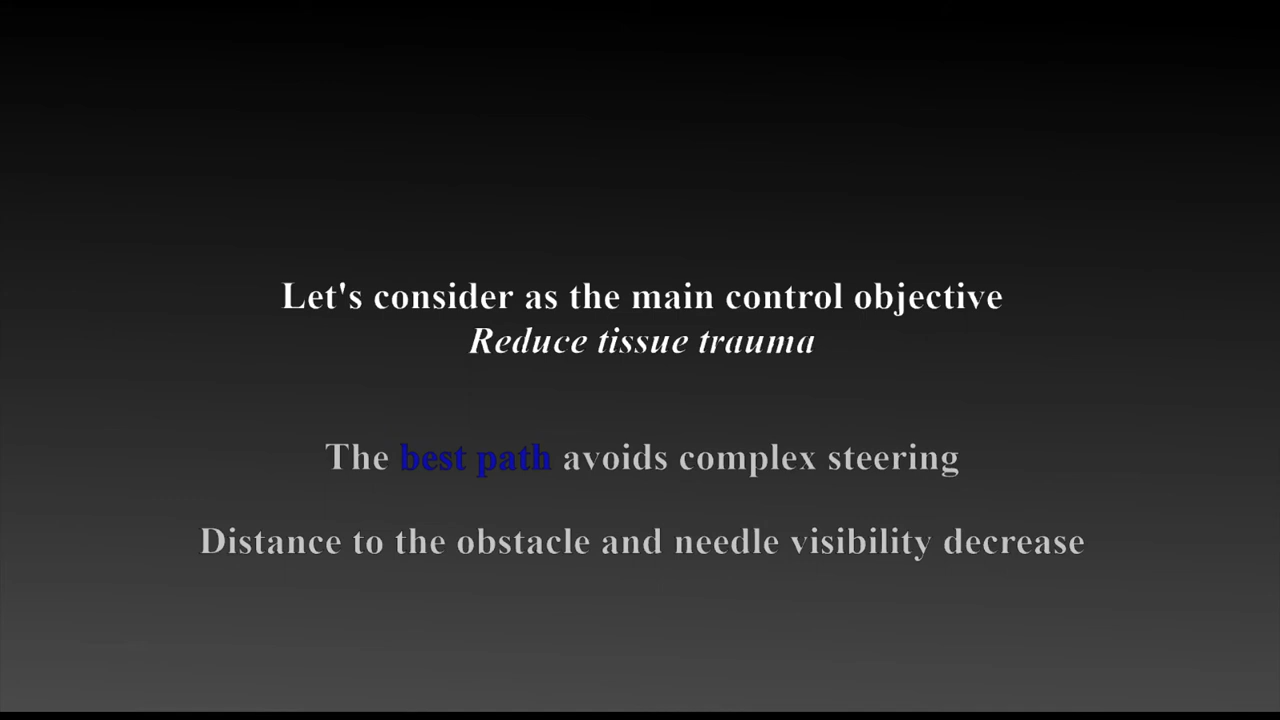 Let's consider as the main control objective
Reduce tissue trauma
The best path avoids complex steering
Distance to the obstacle and needle visibility decrease